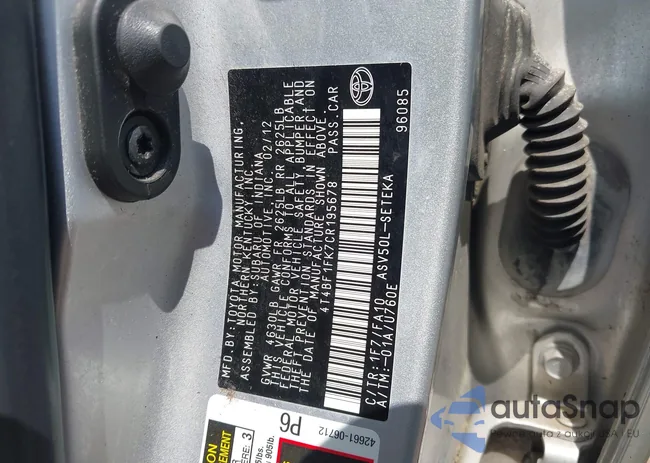 MFD. BY: TOYOTA MOTOR MANUFACTURING,
NORTHERN KENTUCKY, INC.
ASSEMBLED BY: SUBARU OF INDIANA
AUTOMOTIVE, INC. 02/12
GVWR 4630LB GAWR FR 2625LB RR 2625LB
THIS VEHICLE CONFORMS TO ALL APPLICABLE
FEDERAL MOTOR VEHICLE SAFETY, BUMPER, AND
THEFT PREVENTION STANDARDS IN EFFECT ON
THE DATE OF MANUFACTURE SHOWN ABOVE.
4T4BF1FK7CR195678 PASS. CAR
C/TR: 1F7/FA10 ASV50L-SETEKA
A/TM: -01A/U760E
96085
42661-06712
P6
autaSnap